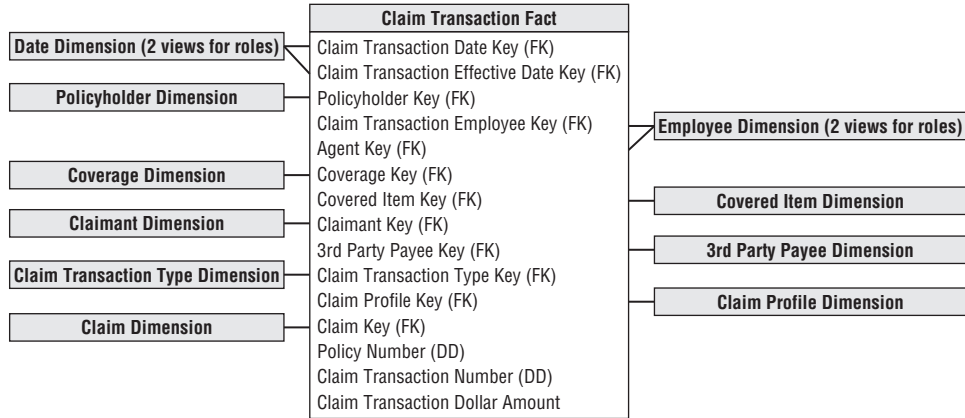 Claim Transaction Fact
Date Dimension (2 views for roles)
Claim Transaction Date Key (FK)
Claim Transaction Effective Date Key (FK)
Policyholder Dimension
Policyholder Key (FK)
Claim Transaction Employee Key (FK)
Employee Dimension (2 views for roles)
Agent Key (FK)
Coverage Dimension
Coverage Key (FK)
Covered Item Key (FK)
Covered Item Dimension
Claimant Dimension
Claimant Key (FK)
3rd Party Payee Key (FK)
3rd Party Payee Dimension
Claim Transaction Type Dimension
Claim Transaction Type Key (FK)
Claim Profile Key (FK)
Claim Profile Dimension
Claim Dimension
Claim Key (FK)
Policy Number (DD)
Claim Transaction Number (DD)
Claim Transaction Dollar Amount